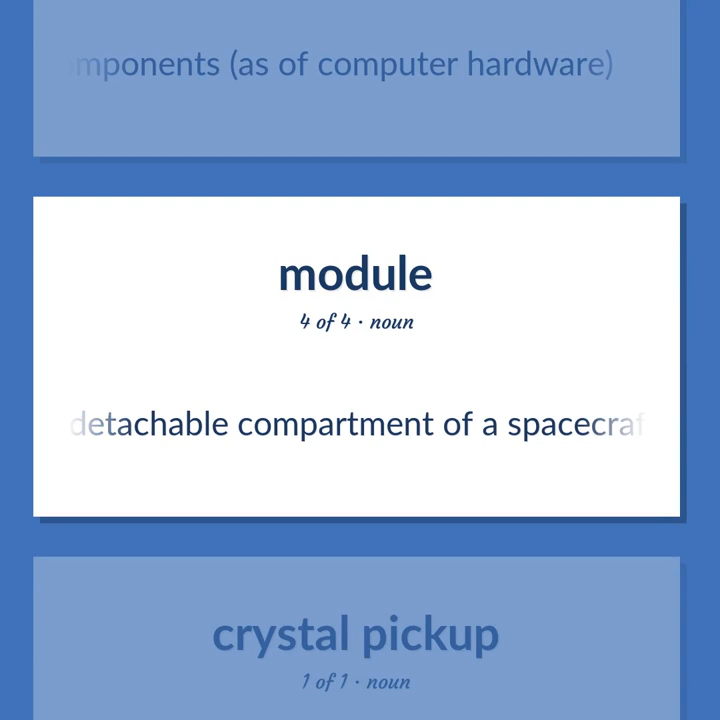 mponents (as of computer hardware)
module
4 of 4 · noun
detachable compartment of a spacecraf
crystal pickup
1 of 1 · noun